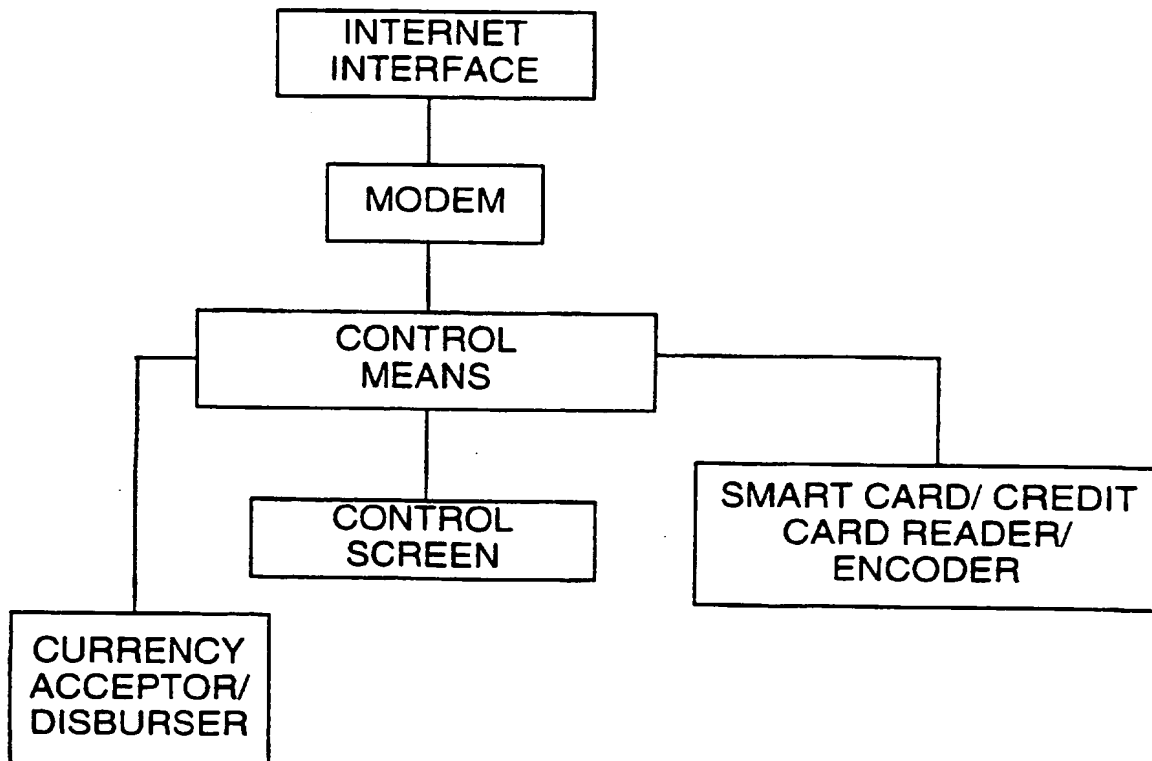 INTERNET
INTERFACE
MODEM
CONTROL
MEANS
CONTROL
SCREEN
SMART CARD/ CREDIT
CARD READER/
ENCODER
CURRENCY
ACCEPTOR/
DISBURSER